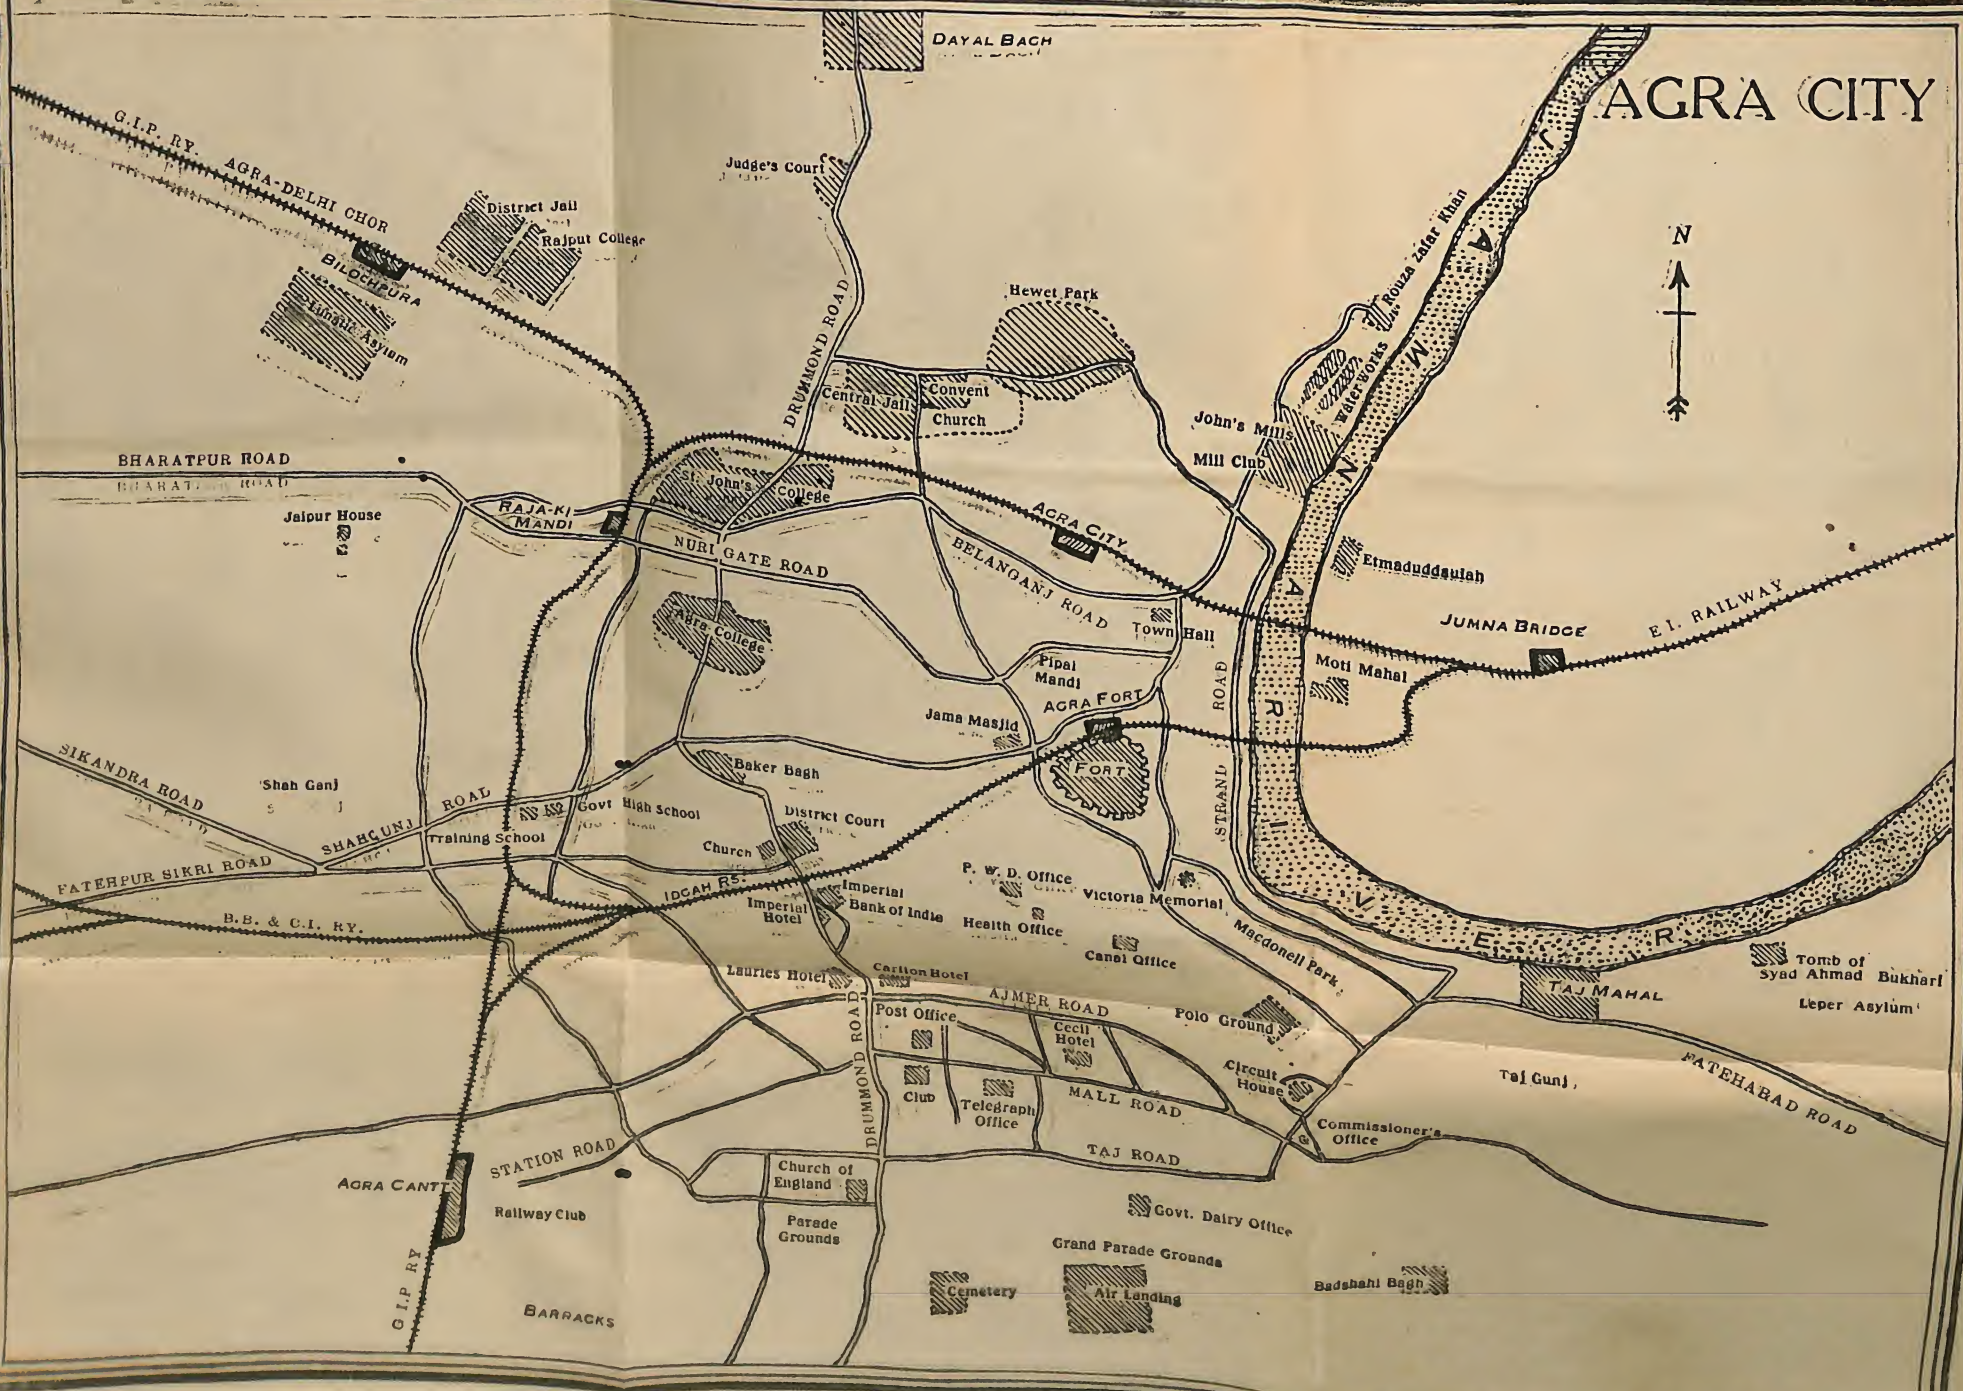 AGRA CITY
N
DAYAL BAGH
G.I.P. RY. AGRA-DELHI CHOR
BILOCHPURA
District Jail
Rajput College
Lunatic Asylum
Judge's Court
DRUMMOND ROAD
Hewet Park
Central Jail
Convent
Church
Rouza Zafar Khan
Water Works
John's Mills
Mill Club
JAMNA RIVER
BHARATPUR ROAD
Jaipur House
RAJA-KI
MANDI
St. John's
College
NURI GATE ROAD
AGRA CITY
BELANGANJ ROAD
Etmaduddaulah
JUMNA BRIDGE
E I. RAILWAY
Moti Mahal
Town Hall
Agra College
Pipal
Mandi
AGRA FORT
Jama Masjid
FORT
STRAND ROAD
SIKANDRA ROAD
Shah Ganj
SHAHGUNJ ROAD
Baker Bagh
Govt High School
Training School
District Court
Church
FATEHPUR SIKRI ROAD
B.B. & C.I. RY.
IDGAH RS.
Imperial
Hotel
Imperial
Bank of India
P. W. D. Office
Health Office
Victoria Memorial
Canal Office
Macdonell Park
Tomb of
Syad Ahmad Bukhari
Leper Asylum
TAJ MAHAL
Lauries Hotel
Carlton Hotel
AJMER ROAD
Post Office
Cecil
Hotel
Polo Ground
Circuit
House
Taj Gunj
FATEHABAD ROAD
DRUMMOND ROAD
Club
Telegraph
Office
MALL ROAD
Commissioner's
Office
G
TAJ ROAD
STATION ROAD
AGRA CANTT
Railway Club
Church of
England
Parade
Grounds
Govt. Dairy Office
Grand Parade Grounds
Cemetery
Air Landing
Badshahi Bagh
G I.P RY
BARRACKS